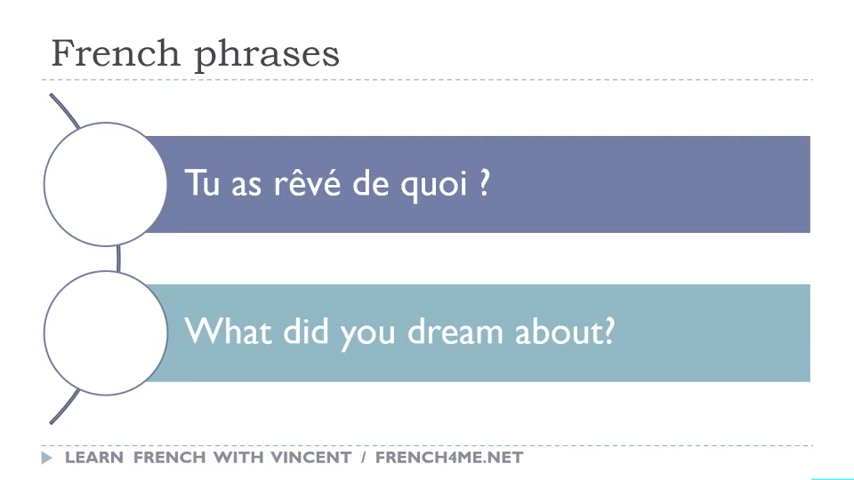 French phrases
Tu as rêvé de quoi ?
What did you dream about?
LEARN FRENCH WITH VINCENT / FRENCH4ME.NET